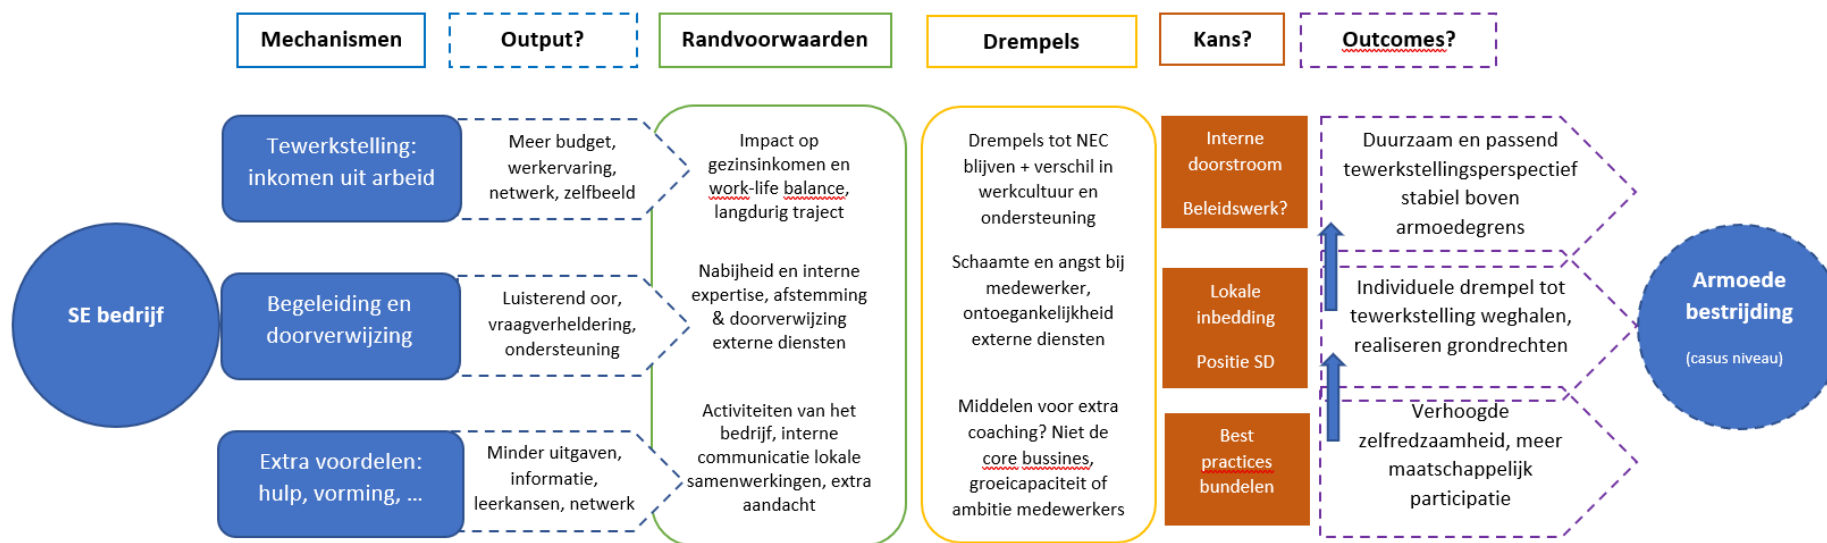 Mechanismen
Output?
Randvoorwaarden
Drempels
Kans?
Outcomes?
SE bedrijf
Tewerkstelling:
inkomen uit arbeid
Meer budget,
werkervaring,
netwerk, zelfbeeld
Impact op
gezinsinkomen en
work-life balance,
langdurig traject
Drempels tot NEC
blijven + verschil in
werkcultuur en
ondersteuning
Interne
doorstroom
Beleidswerk?
Duurzaam en passend
tewerkstellingsperspectief
stabiel boven
armoedegrens
Begeleiding en
doorverwijzing
Luisterend oor,
vraagverheldering,
ondersteuning
Nabijheid en interne
expertise, afstemming
& doorverwijzing
externe diensten
Schaamte en angst bij
medewerker,
ontoegankelijkheid
externe diensten
Lokale
inbedding
Positie SD
Individuele drempel tot
tewerkstelling weghalen,
realiseren grondrechten
Extra voordelen:
hulp, vorming, ...
Minder uitgaven,
informatie,
leerkansen, netwerk
Activiteiten van het
bedrijf, interne
communicatie lokale
samenwerkingen, extra
aandacht
Middelen voor extra
coaching? Niet de
core bussines,
groeicapaciteit of
ambitie medewerkers
Best
practices
bundelen
Verhoogde
zelfredzaamheid, meer
maatschappelijk
participatie
Armoede
bestrijding
(casus niveau)